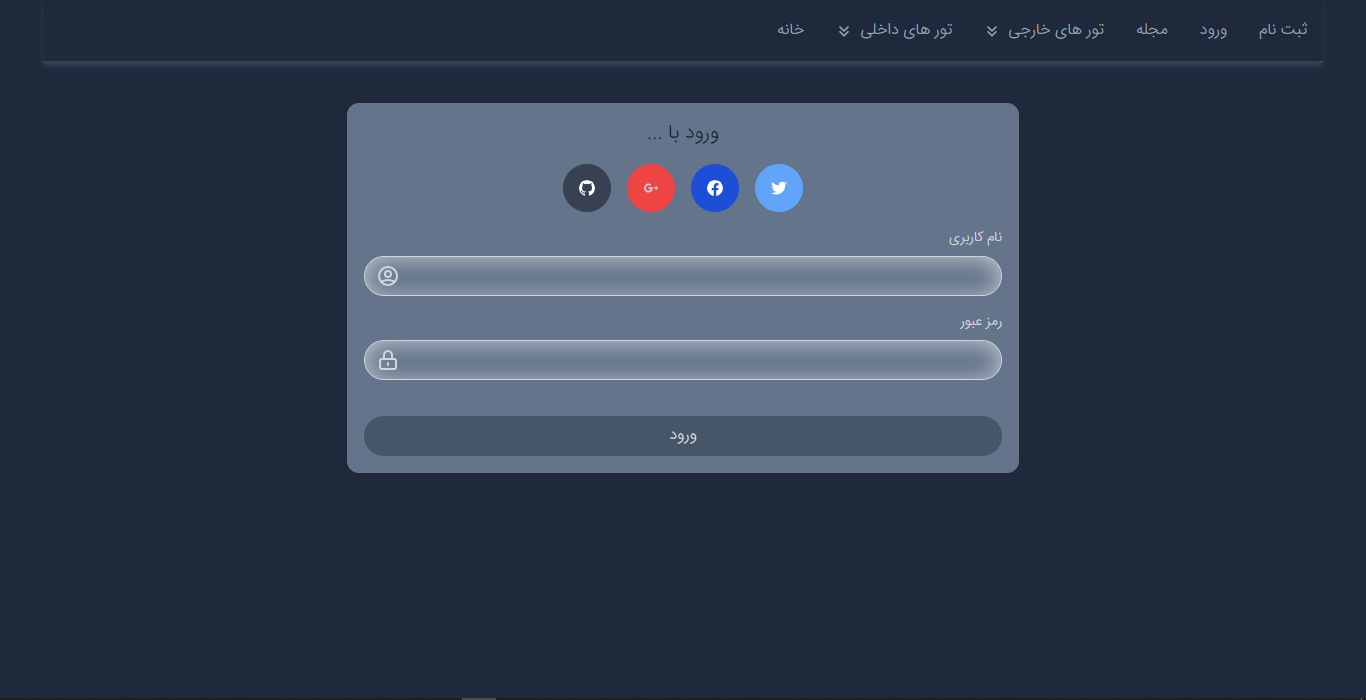 ثبت نام
ورود
مجله
تور های خارجی
تور های داخلی
خانه
ورود با ...
G+
نام کاربری
رمز عبور
ورود